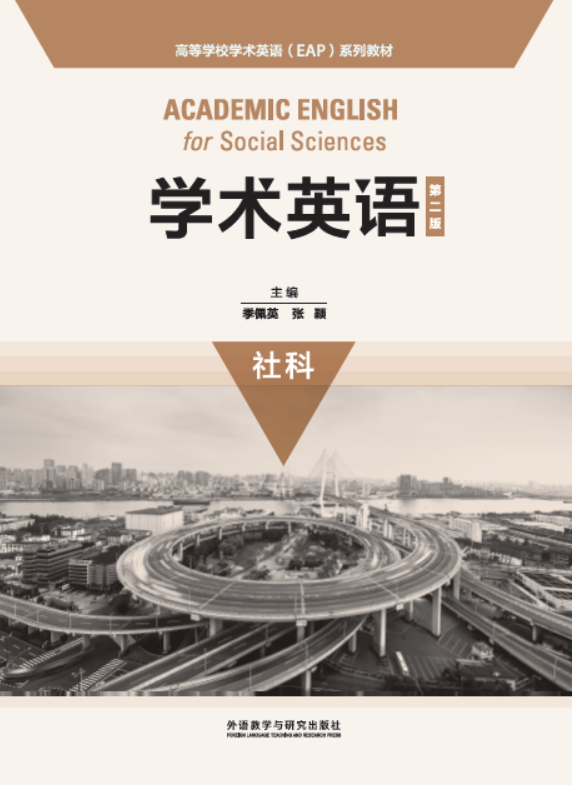 高等学校学术英语（EAP）系列教材
ACADEMIC ENGLISH
for Social Sciences
学术英语
第二版
主编
季佩英 张颖
社科
外语教学与研究出版社
FOREIGN LANGUAGE TEACHING AND RESEARCH PRESS